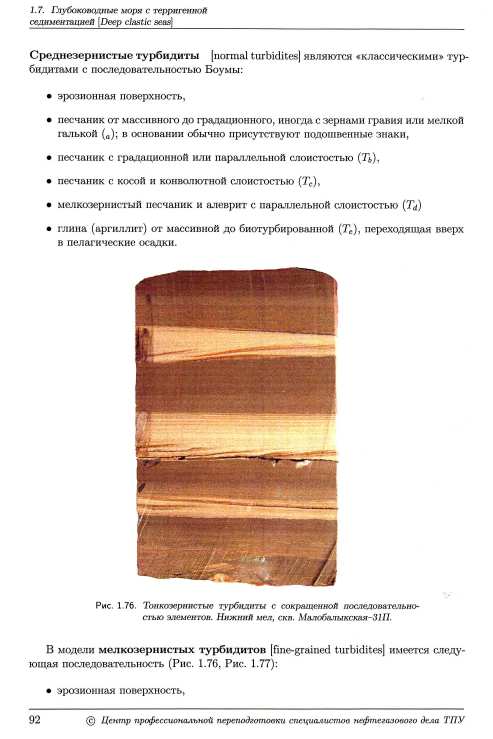 1.7. Глубоководные моря с терригенной
седиментацией [Deep clastic seas]
Среднезернистые турбидиты [normal turbidites] являются «классическими» тур-
бидитами с последовательностью Боумы:
• эрозионная поверхность,
• песчаник от массивного до градационного, иногда с зернами гравия или мелкой
галькой (a); в основании обычно присутствуют подошвенные знаки,
• песчаник с градационной или параллельной слоистостью (Tb),
• песчаник с косой и конволютной слоистостью (Tc),
• мелкозернистый песчаник и алеврит с параллельной слоистостью (Td)
• глина (аргиллит) от массивной до биотурбированной (Te), переходящая вверх
в пелагические осадки.
Рис. 1.76. Тонкозернистые турбидиты с сокращенной последовательно-
стью элементов. Нижний мел, скв. Малобалыкская–31П.
В модели мелкозернистых турбидитов [fine-grained turbidites] имеется следу-
ющая последовательность (Рис. 1.76, Рис. 1.77):
• эрозионная поверхность,
92 © Центр профессиональной переподготовки специалистов нефтегазового дела ТПУ